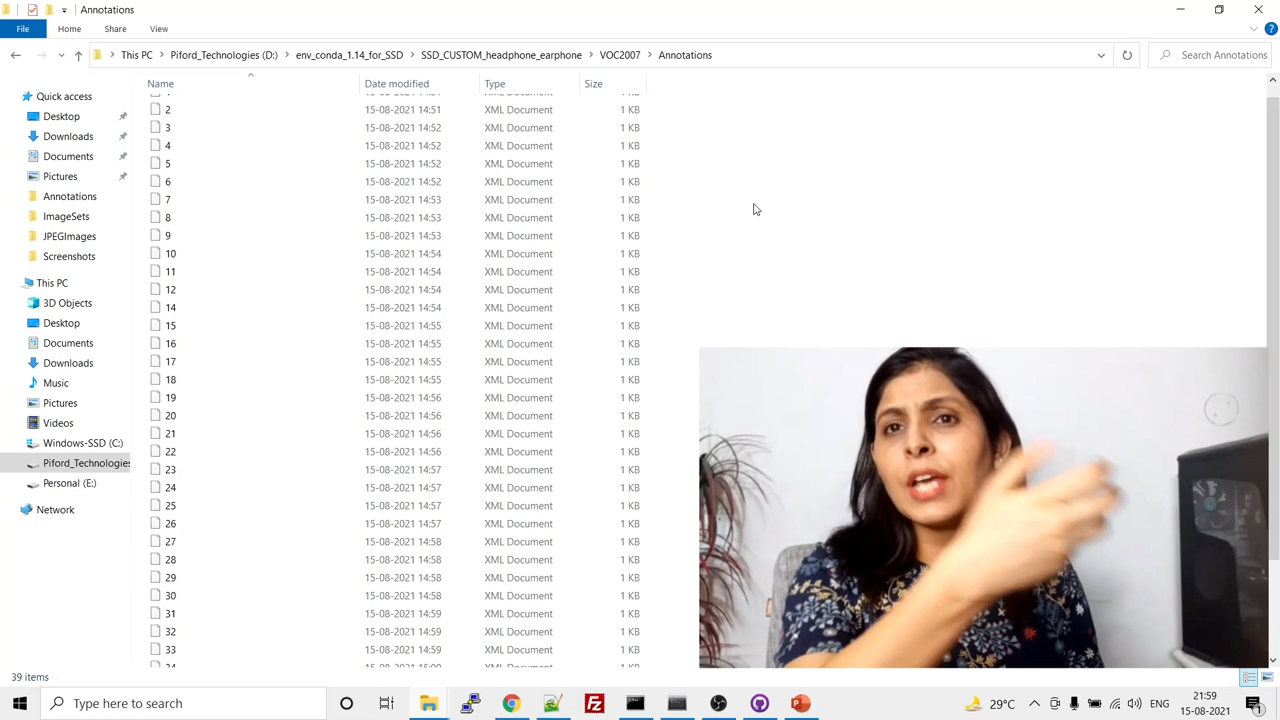 Annotations
File Home Share View
This PC Piford_Technologies (D:) env_conda_1.14_for_SSD SSD_CUSTOM_headphone_earphone VOC2007 Annotations
Search Annotations
Name Date modified Type Size
Quick access
Desktop
Downloads
Documents
Pictures
Annotations
ImageSets
JPEGImages
Screenshots
This PC
3D Objects
Desktop
Documents
Downloads
Music
Pictures
Videos
Windows-SSD (C:)
Piford_Technologies
Personal (E:)
Network
2 15-08-2021 14:51 XML Document 1 KB
3 15-08-2021 14:52 XML Document 1 KB
4 15-08-2021 14:52 XML Document 1 KB
5 15-08-2021 14:52 XML Document 1 KB
6 15-08-2021 14:52 XML Document 1 KB
7 15-08-2021 14:53 XML Document 1 KB
8 15-08-2021 14:53 XML Document 1 KB
9 15-08-2021 14:53 XML Document 1 KB
10 15-08-2021 14:54 XML Document 1 KB
11 15-08-2021 14:54 XML Document 1 KB
12 15-08-2021 14:54 XML Document 1 KB
14 15-08-2021 14:54 XML Document 1 KB
15 15-08-2021 14:55 XML Document 1 KB
16 15-08-2021 14:55 XML Document 1 KB
17 15-08-2021 14:55 XML Document 1 KB
18 15-08-2021 14:55 XML Document 1 KB
19 15-08-2021 14:56 XML Document 1 KB
20 15-08-2021 14:56 XML Document 1 KB
21 15-08-2021 14:56 XML Document 1 KB
22 15-08-2021 14:56 XML Document 1 KB
23 15-08-2021 14:57 XML Document 1 KB
24 15-08-2021 14:57 XML Document 1 KB
25 15-08-2021 14:57 XML Document 1 KB
26 15-08-2021 14:57 XML Document 1 KB
27 15-08-2021 14:58 XML Document 1 KB
28 15-08-2021 14:58 XML Document 1 KB
29 15-08-2021 14:58 XML Document 1 KB
30 15-08-2021 14:58 XML Document 1 KB
31 15-08-2021 14:59 XML Document 1 KB
32 15-08-2021 14:59 XML Document 1 KB
33 15-08-2021 14:59 XML Document 1 KB
39 items
Type here to search
29°C
ENG
21:59
15-08-2021